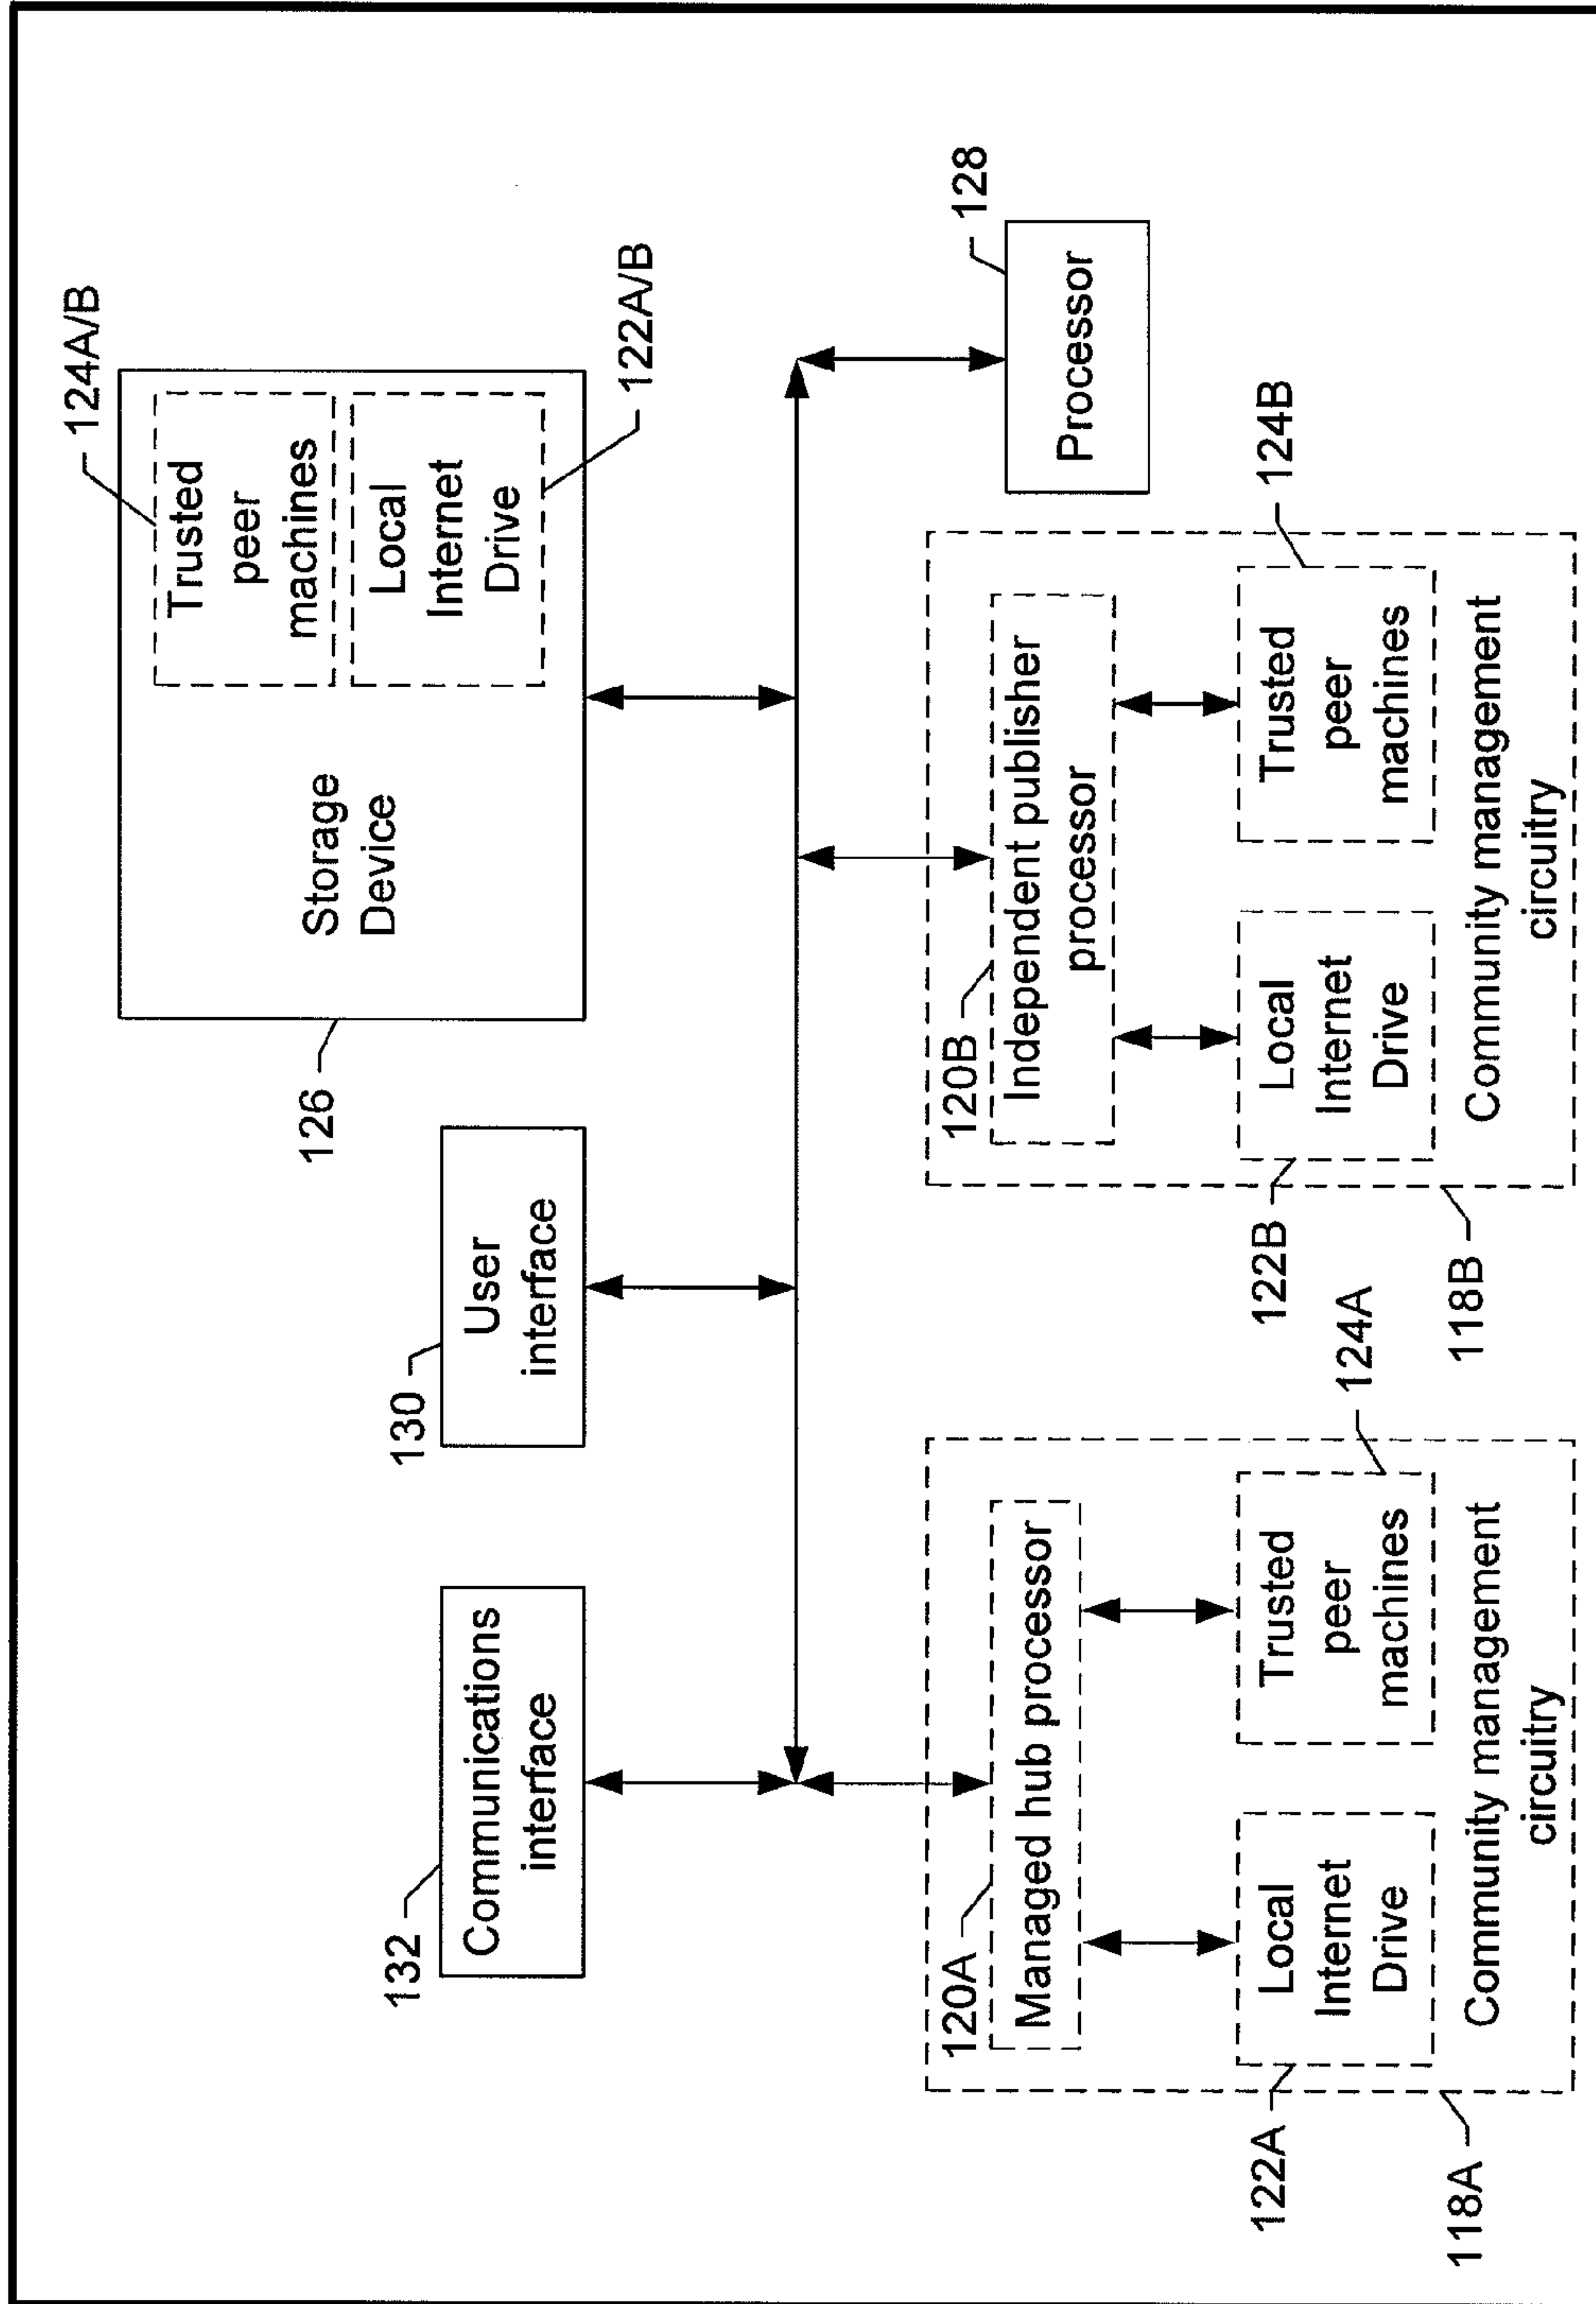 124A/B
132
Communications
interface
130
User
interface
126
Storage
Device
Trusted
peer
machines
Local
Internet
Drive
122A/B
128
Processor
120A
Managed hub processor
122A
Local
Internet
Drive
Trusted
peer
machines
124A
Community management
circuitry
118A
120B
Independent publisher
processor
122B
Local
Internet
Drive
Trusted
peer
machines
124B
Community management
circuitry
118B